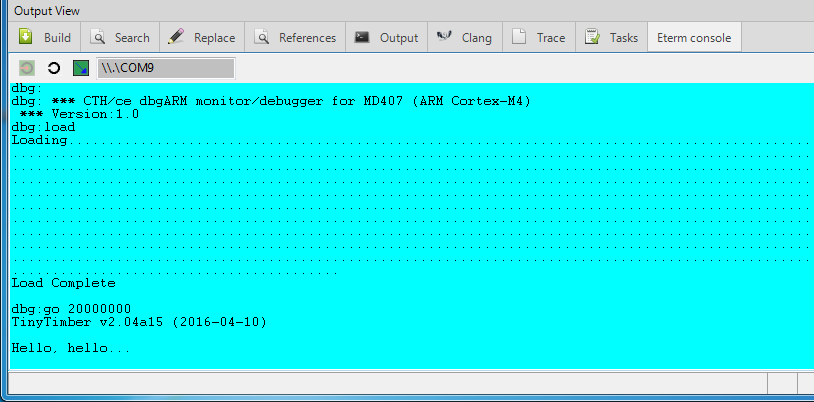 Output View
Build Search Replace References Output Clang Trace Tasks Eterm console
\\.\COM9
dbg:
dbg: *** CTH/ce dbgARM monitor/debugger for MD407 (ARM Cortex-M4)
*** Version:1.0
dbg:load
Loading............................................................................................
....................................................................................................
....................................................................................................
....................................................................................................
....................................................................................................
....................................................................................................
....................................................................................................
....................................................................................................
....................................................................................................
....................................................................................................
.........................................
Load Complete
dbg:go 20000000
TinyTimber v2.04a15 (2016-04-10)
Hello, hello...